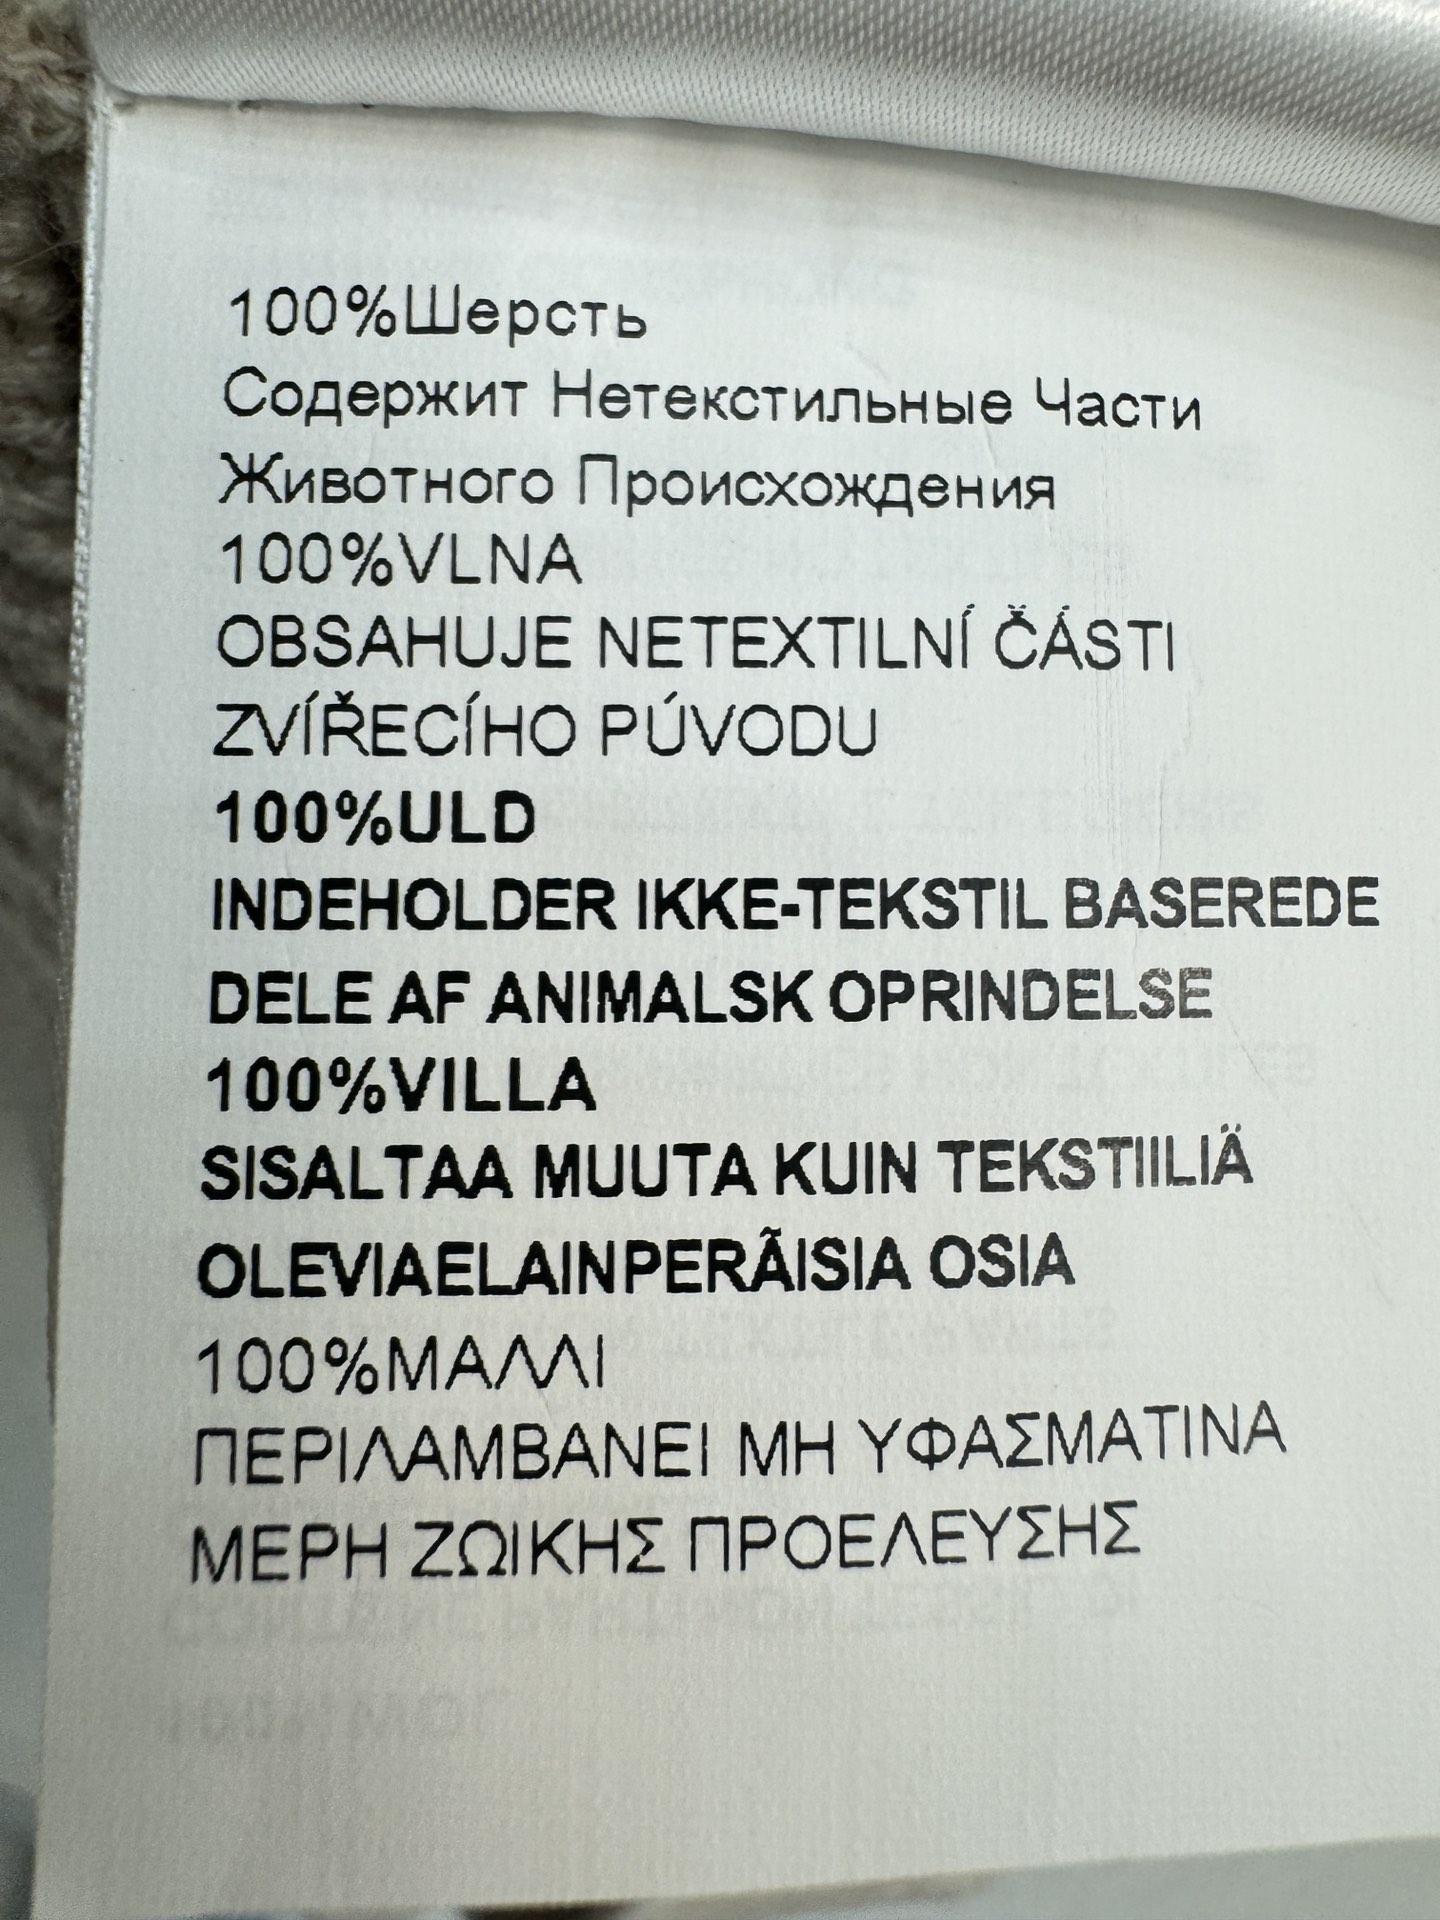 100%Шерсть
Содержит Нетекстильные Части
Животного Происхождения
100%VLNA
OBSAHUJE NETEXTILNÍ ČÁSTI
ZVÍŘECÍHO PÚVODU
100%ULD
INDEHOLDER IKKE-TEKSTIL BASEREDE
DELE AF ANIMALSK OPRINDELSE
100%VILLA
SISALTAA MUUTA KUIN TEKSTIILIÄ
OLEVIAELAINPERÃISIA OSIA
100%ΜΑΛΛΙ
ΠΕΡΙΛΑΜΒΑΝΕΙ ΜΗ ΥΦΑΣΜΑΤΙΝΑ
ΜΕΡΗ ΖΩΙΚΗΣ ΠΡΟΕΛΕΥΣΗΣ